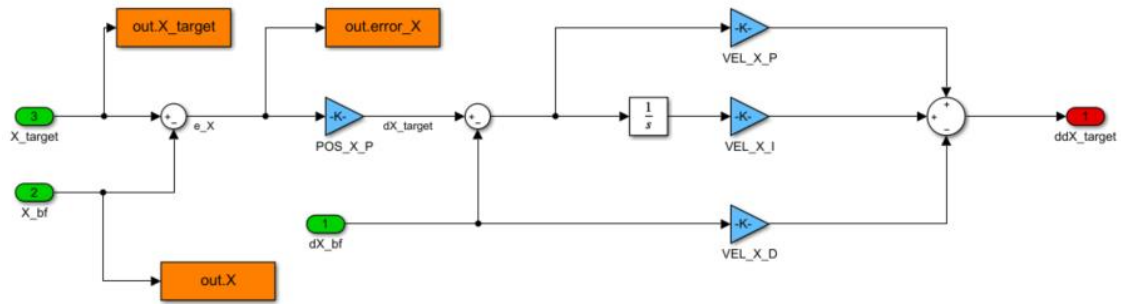 out.X_target
out.error_X
-K-
VEL_X_P
3
X_target
+
−
e_X
-K-
POS_X_P
dX_target
+
−
1
s
-K-
VEL_X_I
+
+
−
1
ddX_target
2
X_bf
1
dX_bf
-K-
VEL_X_D
out.X